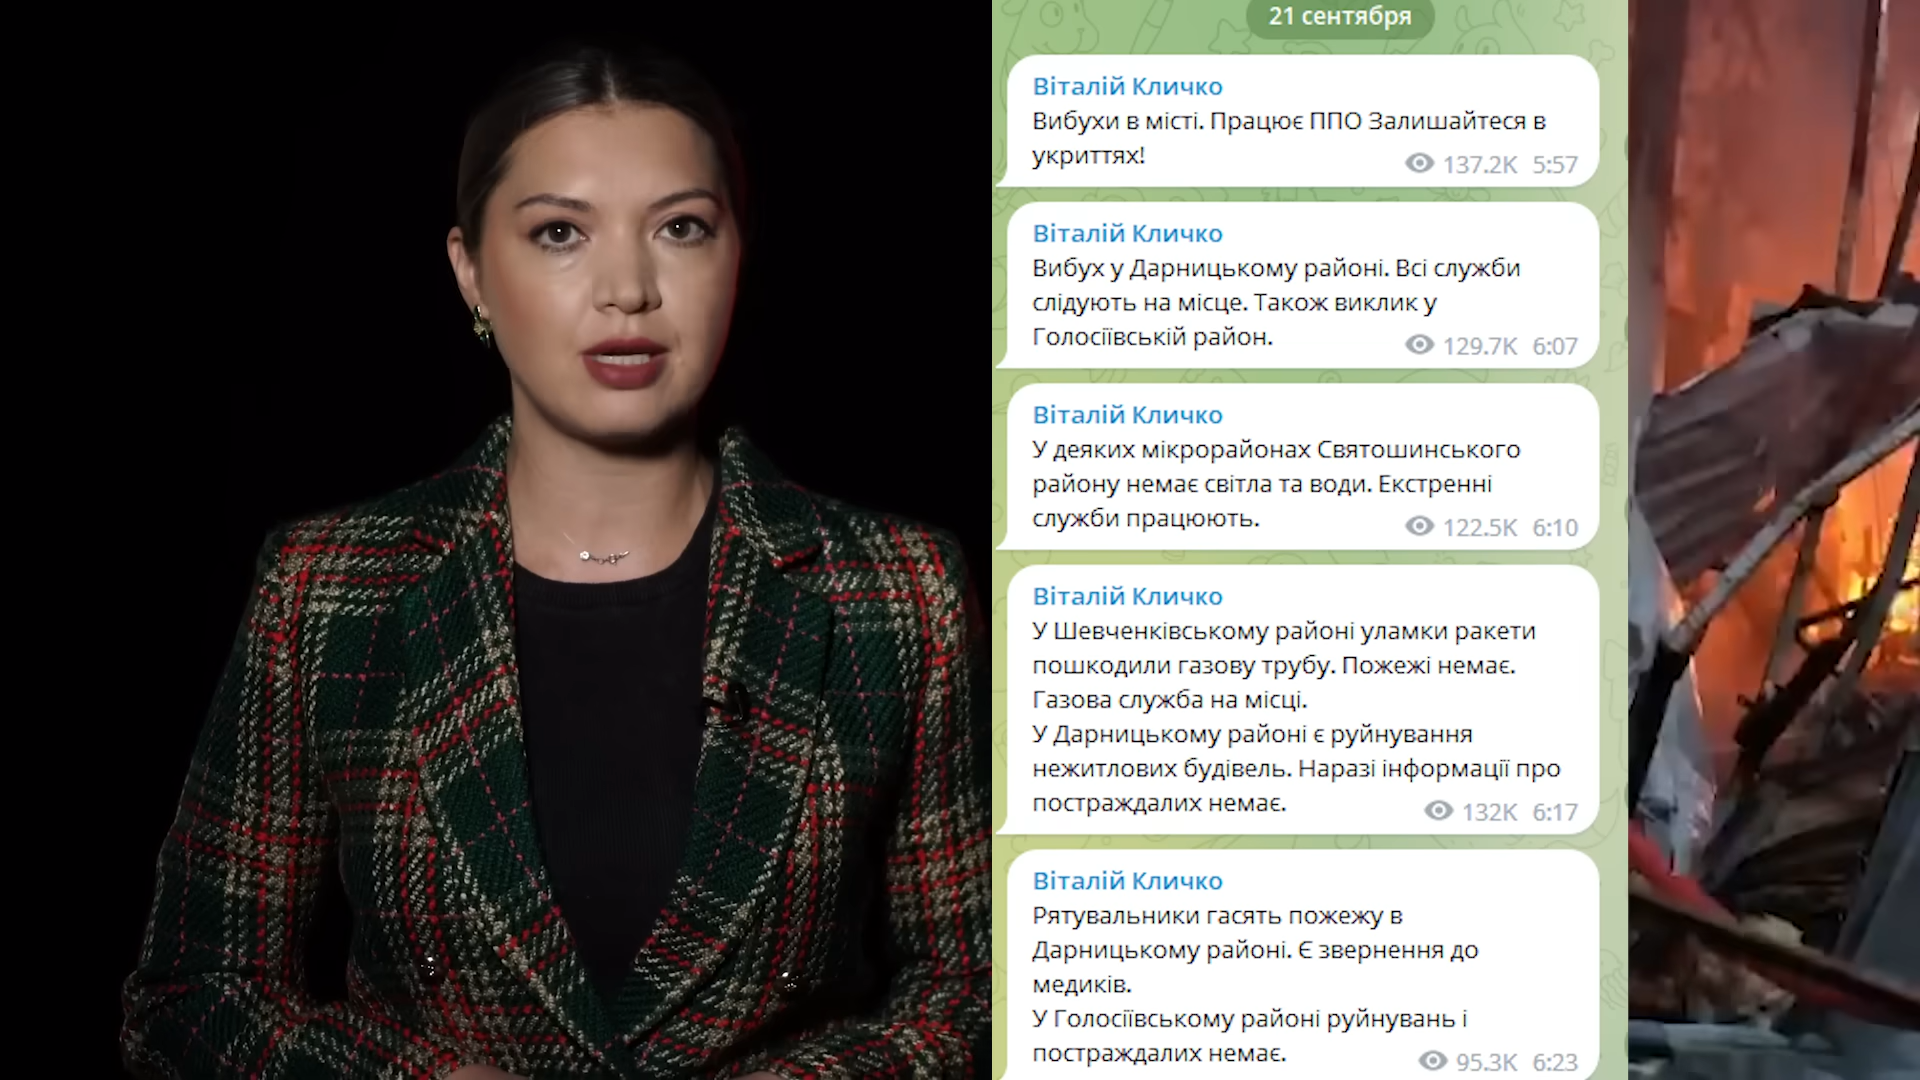 21 сентября
Віталій Кличко
Вибухи в місті. Працює ППО Залишайтеся в
укриттях!
137.2K 5:57
Віталій Кличко
Вибух у Дарницькому районі. Всі служби
слідують на місце. Також виклик у
Голосіївській район.
129.7K 6:07
Віталій Кличко
У деяких мікрорайонах Святошинського
району немає світла та води. Екстренні
служби працюють.
122.5K 6:10
Віталій Кличко
У Шевченківському районі уламки ракети
пошкодили газову трубу. Пожежі немає.
Газова служба на місці.
У Дарницькому районі є руйнування
нежитлових будівель. Наразі інформації про
постраждалих немає.
132K 6:17
Віталій Кличко
Рятувальники гасять пожежу в
Дарницькому районі. Є звернення до
медиків.
У Голосіївському районі руйнувань і
постраждалих немає.
95.3K 6:23